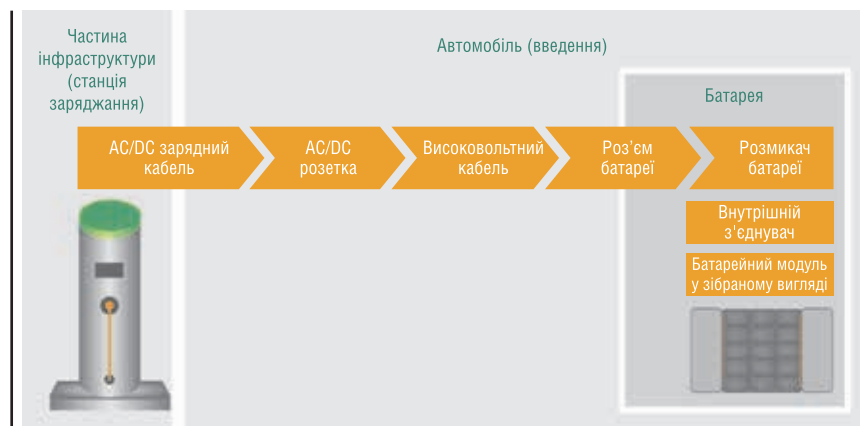 Частина
інфраструктури
(станція
заряджання)
Автомобіль (введення)
Батарея
AC/DC зарядний
кабель
AC/DC
розетка
Високовольтний
кабель
Роз’єм
батареї
Розмикач
батареї
Внутрішній
з'єднувач
Батарейний модуль
у зібраному вигляді